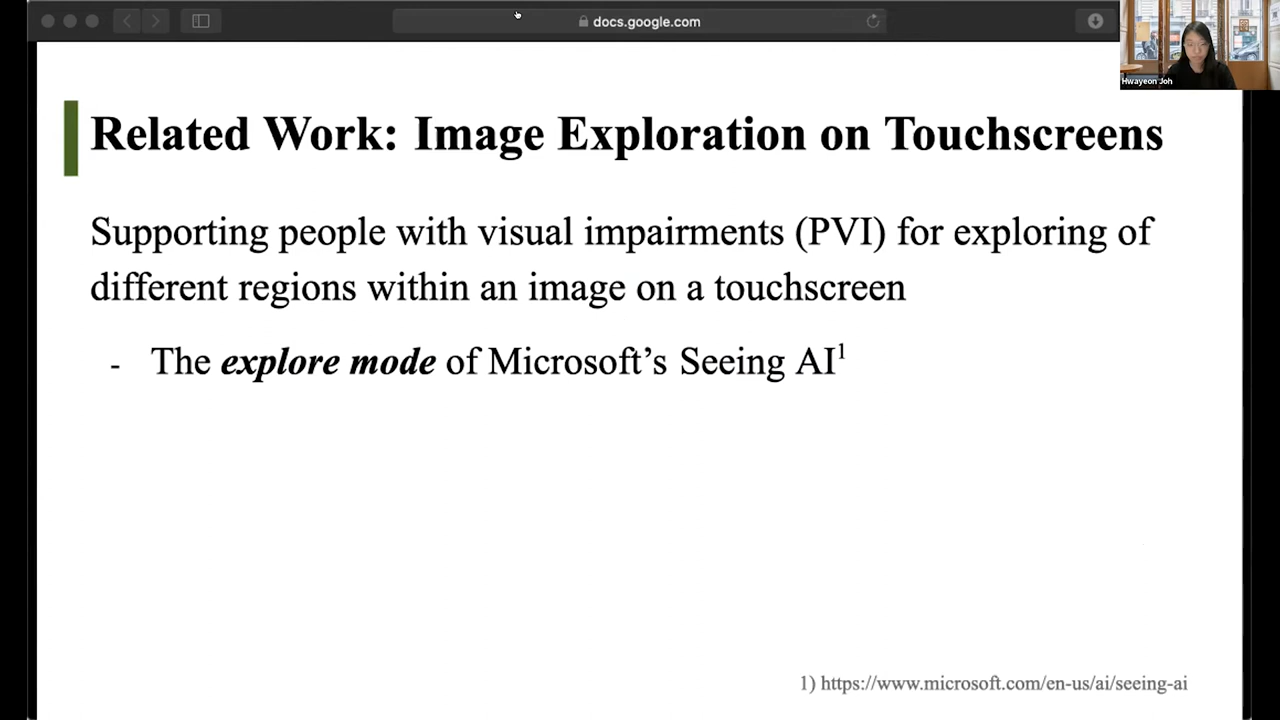 docs.google.com
Hwayeon Joh
Related Work: Image Exploration on Touchscreens
Supporting people with visual impairments (PVI) for exploring of
different regions within an image on a touchscreen
- The explore mode of Microsoft’s Seeing AI1
1) https://www.microsoft.com/en-us/ai/seeing-ai